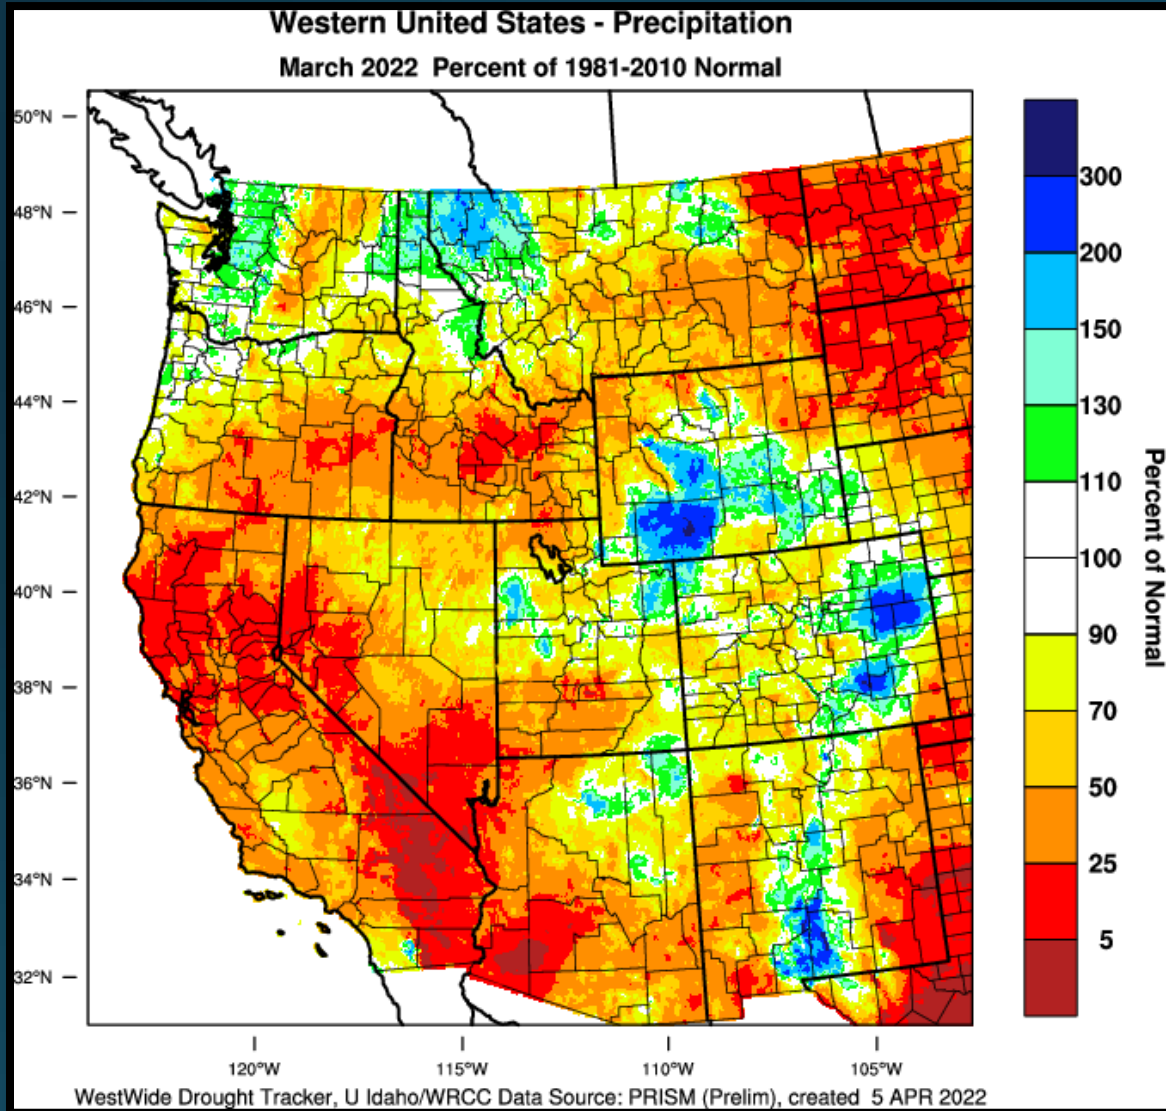 Western United States - Precipitation
March 2022 Percent of 1981-2010 Normal
50°N
48°N
46°N
44°N
42°N
40°N
38°N
36°N
34°N
32°N
120°W
115°W
110°W
105°W
300
200
150
130
110
100
90
70
50
25
5
Percent of Normal
WestWide Drought Tracker, U Idaho/WRCC Data Source: PRISM (Prelim), created 5 APR 2022